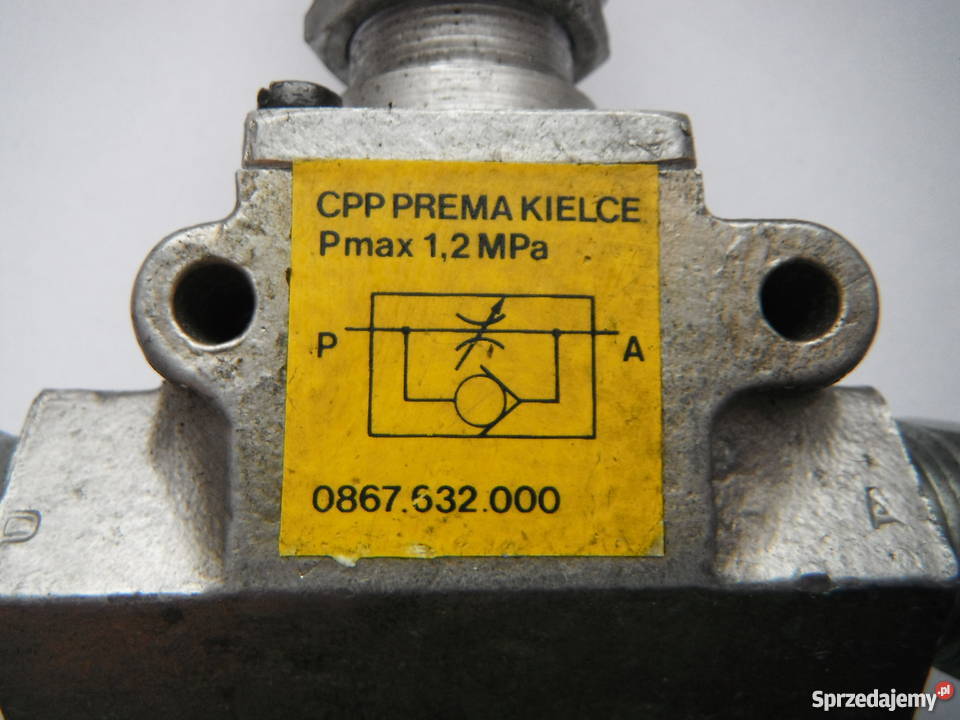 CPP PREMA KIELCE
Pmax 1,2 MPa
P
A
0867.632.000
A
Sprzedajemy.pl